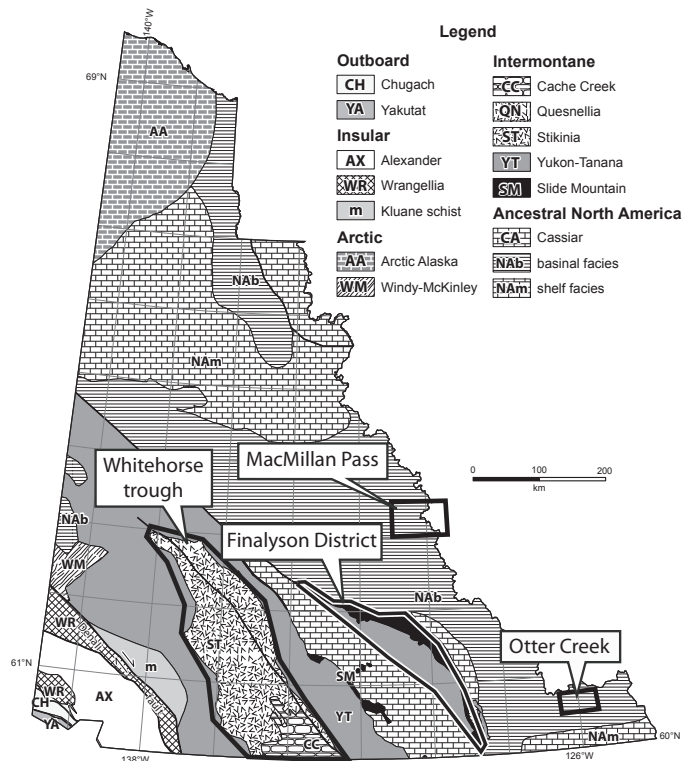 140°W
69°N
Legend
Outboard
CH Chugach
YA Yakutat
Insular
AX Alexander
WR Wrangellia
m Kluane schist
Arctic
AA Arctic Alaska
WM Windy-McKinley
Intermontane
CC Cache Creek
QN Quesnellia
ST Stikinia
YT Yukon-Tanana
SM Slide Mountain
Ancestral North America
CA Cassiar
NAb basinal facies
NAm shelf facies
AA
NAb
NAm
Whitehorse
trough
MacMillan Pass
0 100 200
km
NAb
Finalyson District
WM
NAb
WR
Otter Creek
ST
61°N
m
SM
WR
AX
CH
YA
YT
CC
NAm
60°N
138°W
126°W